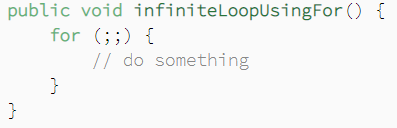 public void infiniteLoopUsingFor() {
    for (;;) {
        // do something
    }
}